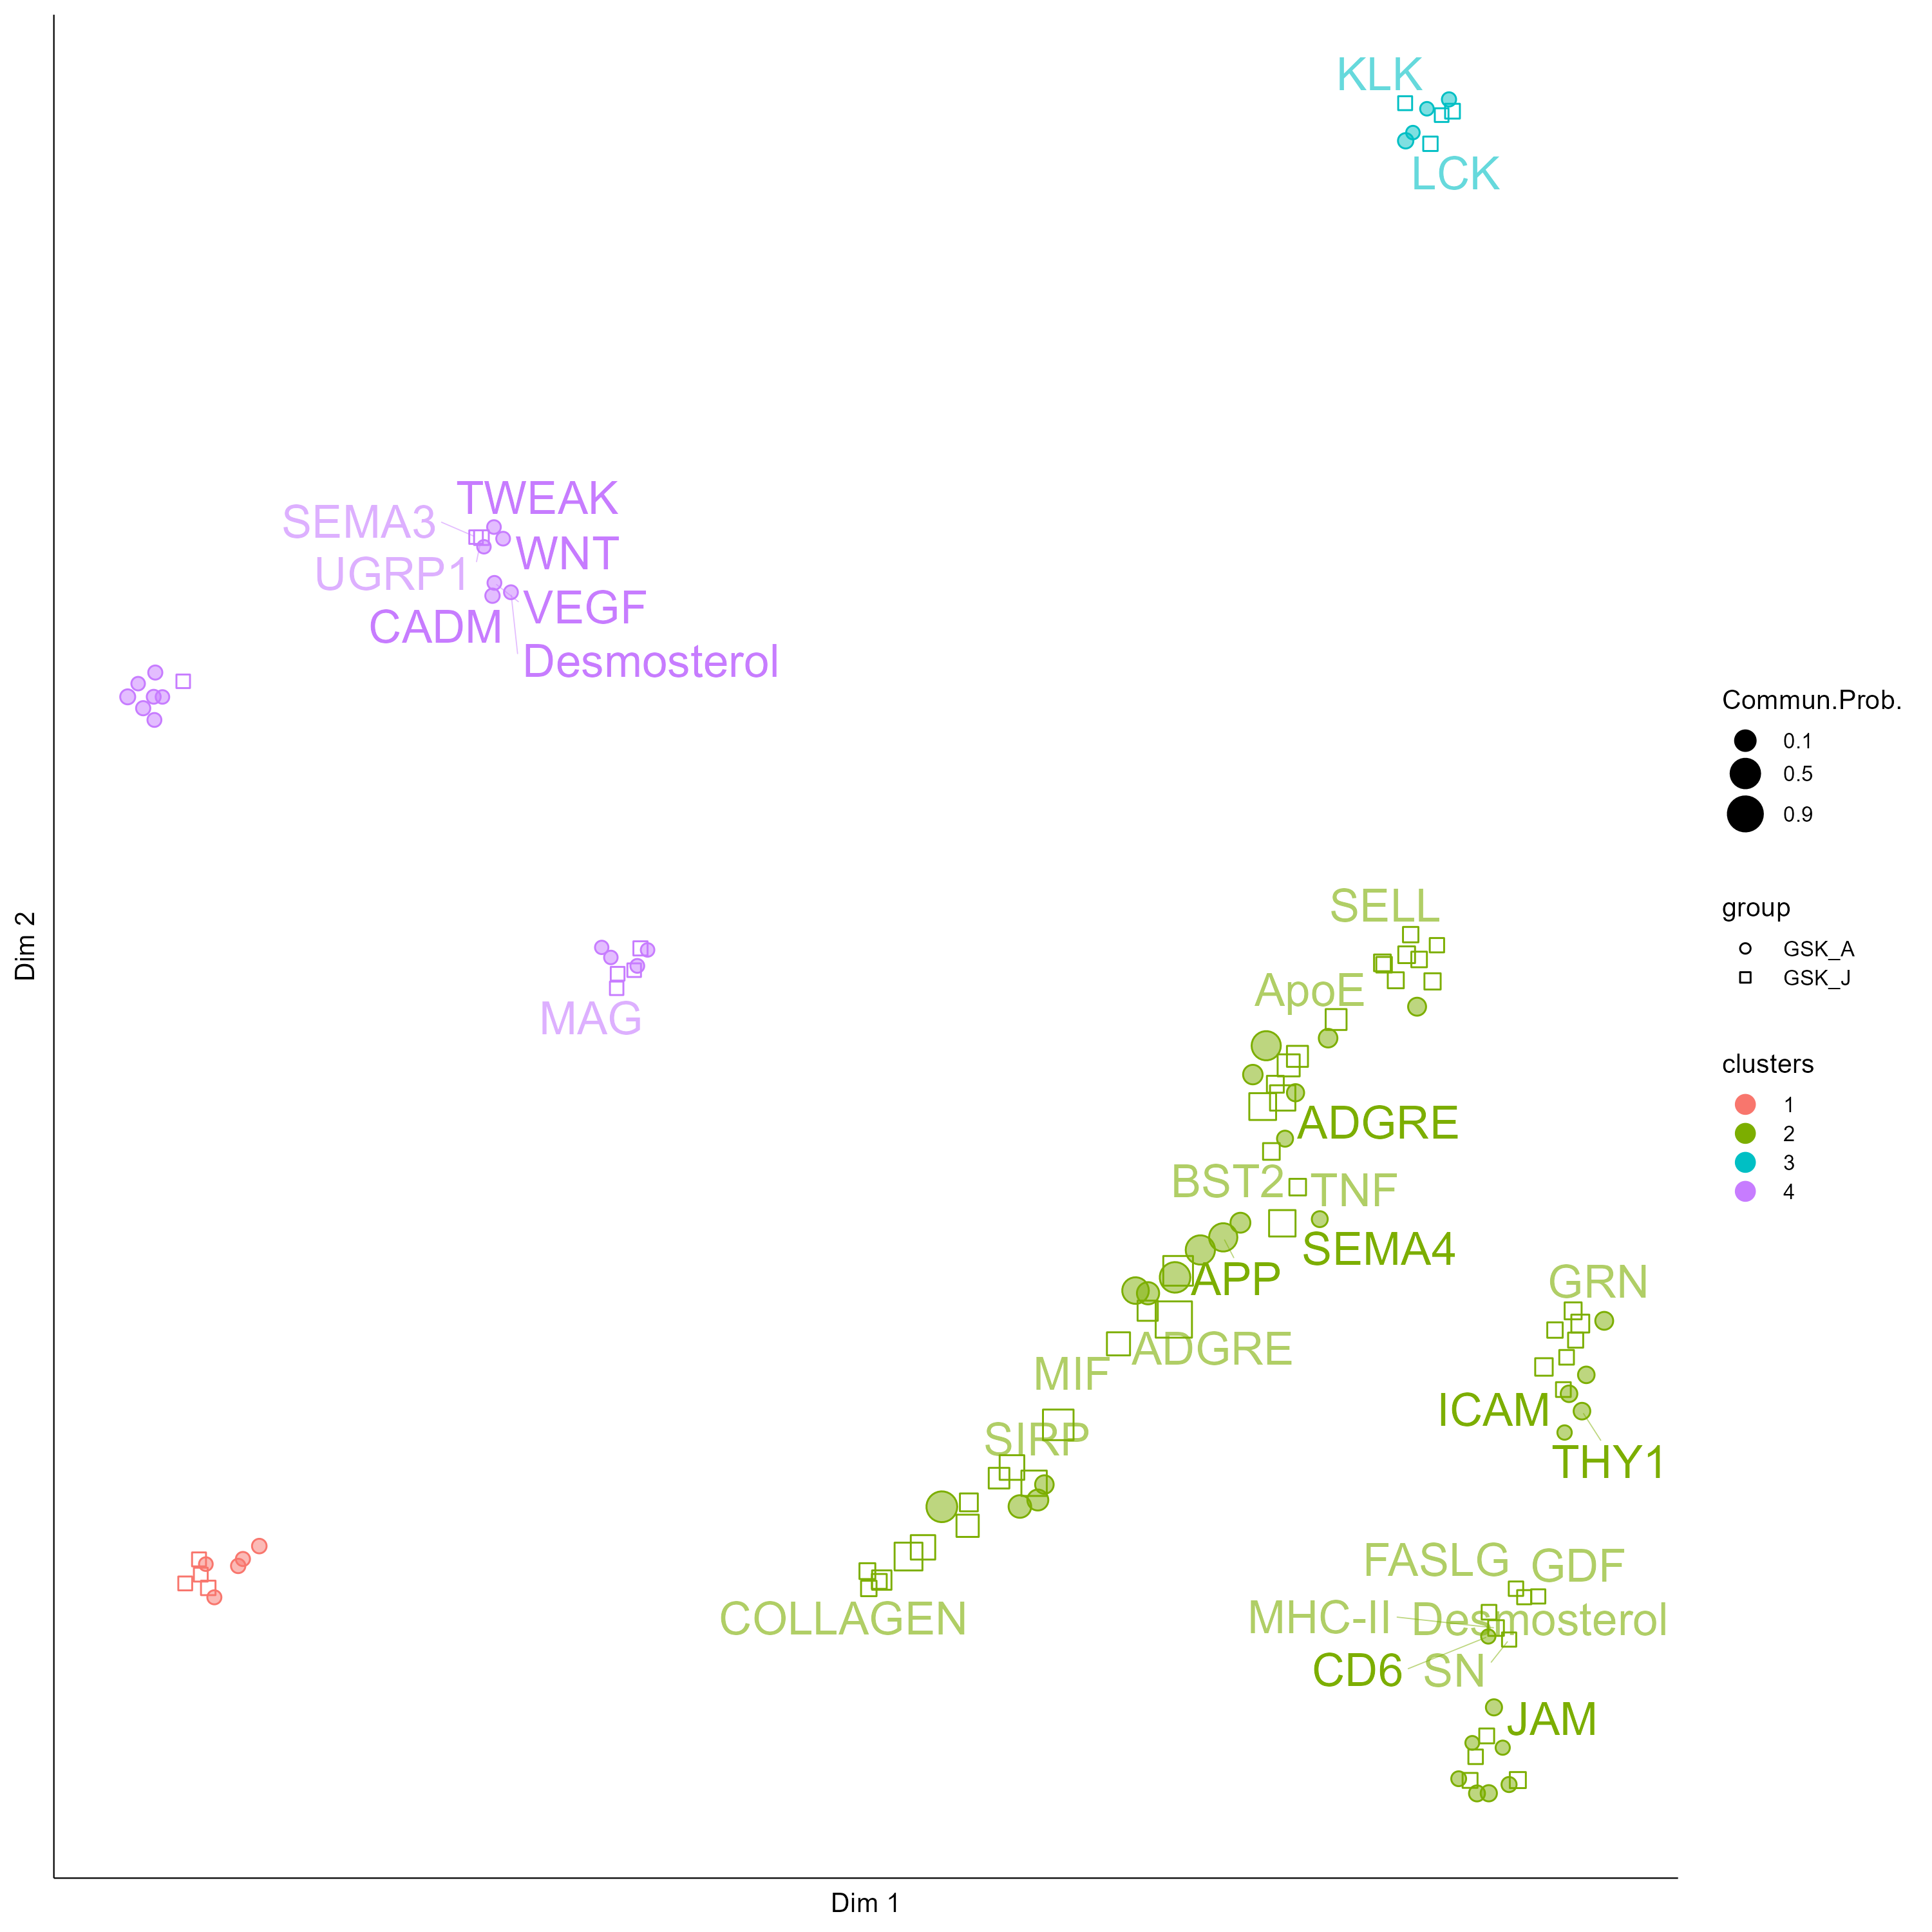 KLK
LCK
TWEAK
SEMA3
WNT
UGRP1
VEGF
CADM
Desmosterol
MAG
SELL
ApoE
ADGRE
BST2
TNF
SEMA4
APP
GRN
ADGRE
MIF
ICAM
SIRP
THY1
FASLG
GDF
COLLAGEN
MHC-II
Desmosterol
CD6
SN
JAM
Dim 1
Dim 2
Commun.Prob.
0.1
0.5
0.9
group
GSK_A
GSK_J
clusters
1
2
3
4